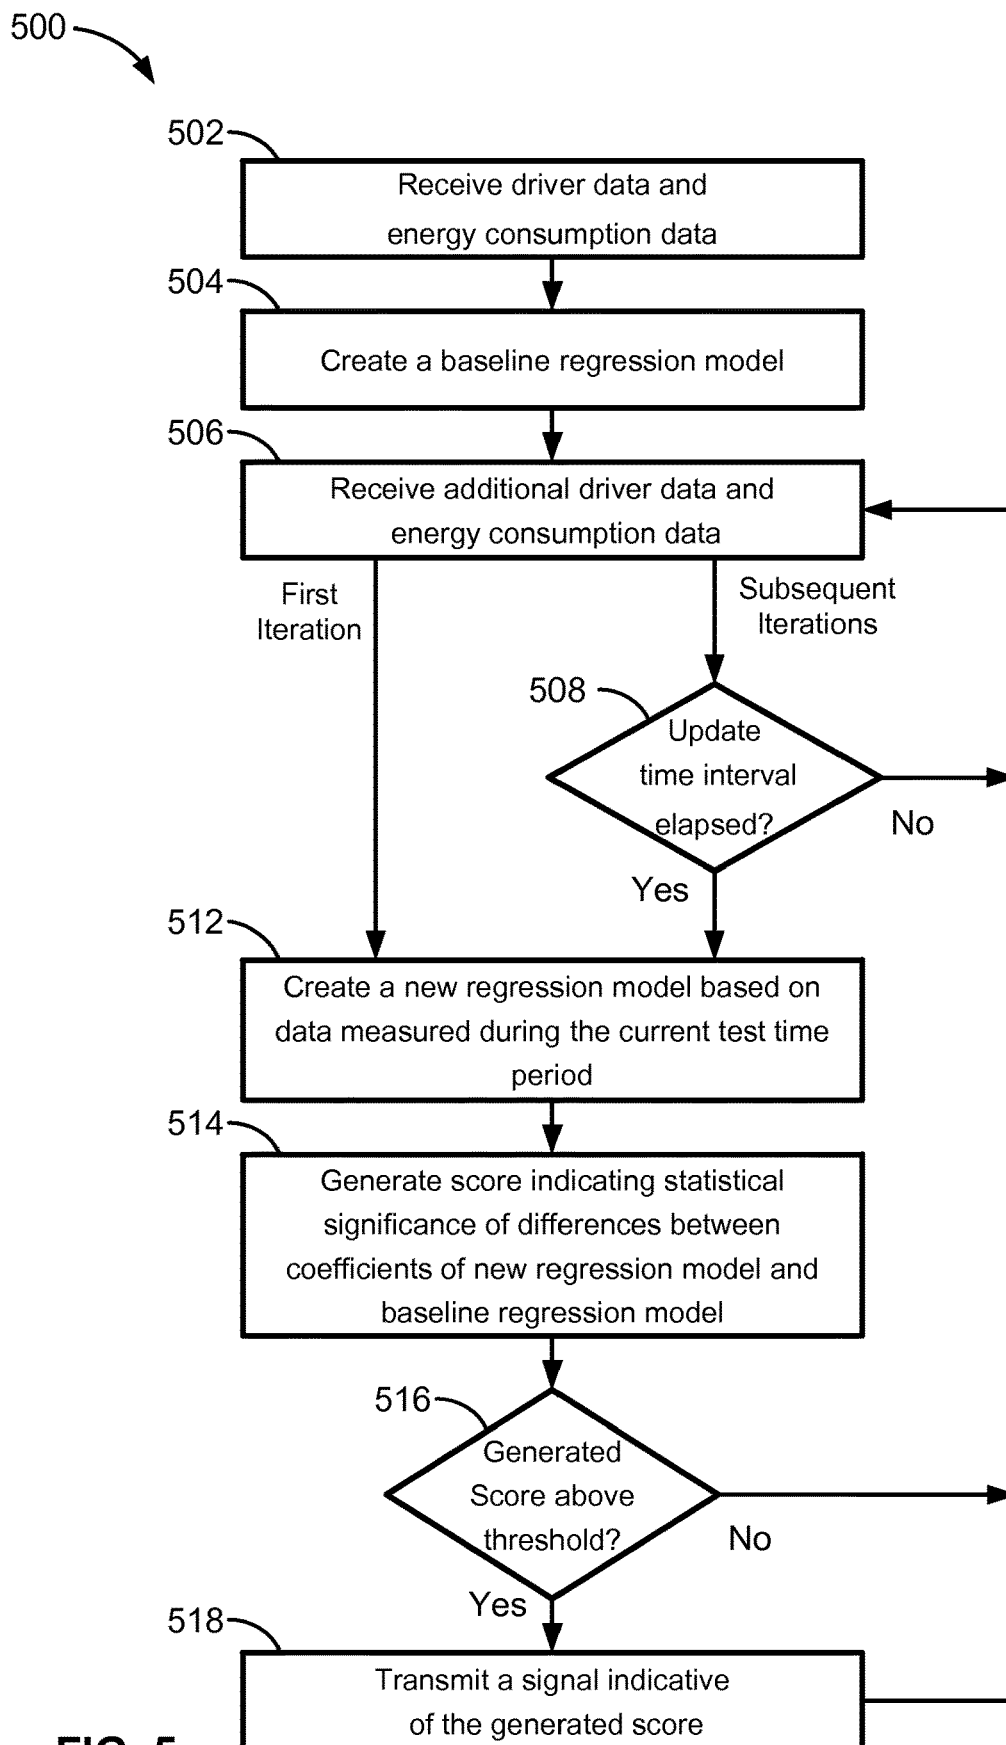 500
502
Receive driver data and
energy consumption data
504
Create a baseline regression model
506
Receive additional driver data and
energy consumption data
First
Iteration
Subsequent
Iterations
508
Update
time interval
elapsed?
No
Yes
512
Create a new regression model based on
data measured during the current test time
period
514
Generate score indicating statistical
significance of differences between
coefficients of new regression model and
baseline regression model
516
Generated
Score above
threshold?
No
Yes
518
Transmit a signal indicative
of the generated score
FIG. 5